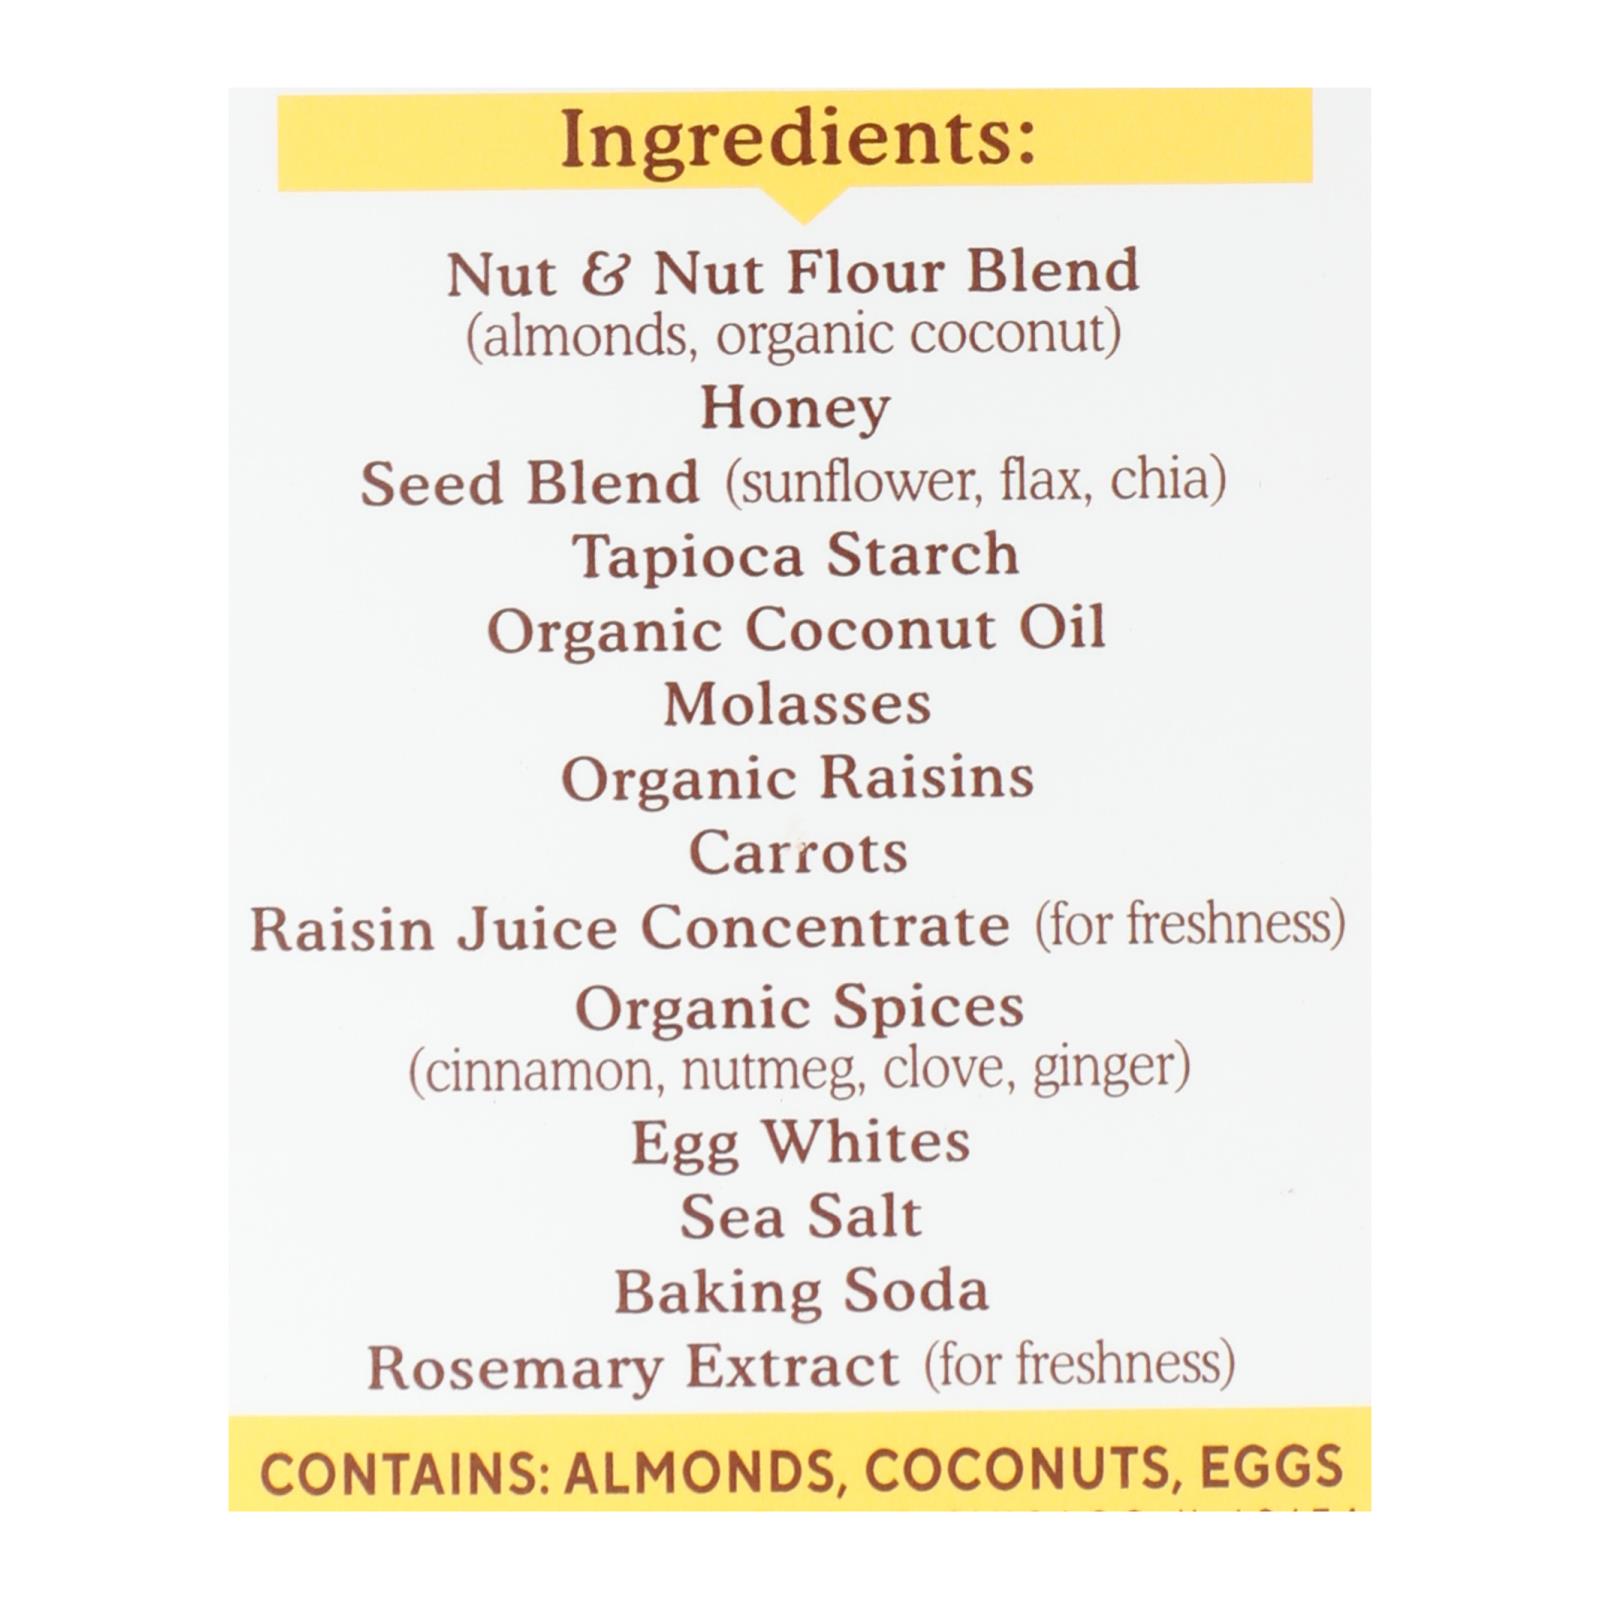 Ingredients:
Nut & Nut Flour Blend
(almonds, organic coconut)
Honey
Seed Blend (sunflower, flax, chia)
Tapioca Starch
Organic Coconut Oil
Molasses
Organic Raisins
Carrots
Raisin Juice Concentrate (for freshness)
Organic Spices
(cinnamon, nutmeg, clove, ginger)
Egg Whites
Sea Salt
Baking Soda
Rosemary Extract (for freshness)
CONTAINS: ALMONDS, COCONUTS, EGGS